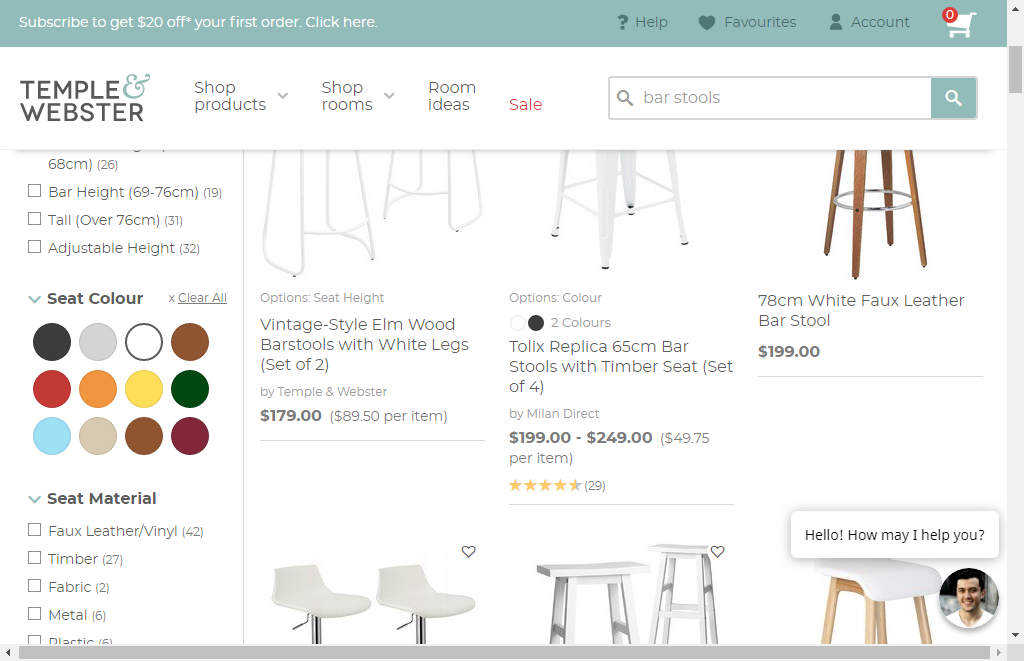 Subscribe to get $20 off* your first order. Click here.
Help
Favourites
Account
0
TEMPLE &
WEBSTER
Shop
products
Shop
rooms
Room
ideas
Sale
bar stools
68cm) (26)
Bar Height (69-76cm) (19)
Tall (Over 76cm) (31)
Adjustable Height (32)
Seat Colour
x Clear All
Seat Material
Faux Leather/Vinyl (42)
Timber (27)
Fabric (2)
Metal (6)
Plastic (6)
Options: Seat Height
Vintage-Style Elm Wood
Barstools with White Legs
(Set of 2)
by Temple & Webster
$179.00 ($89.50 per item)
Options: Colour
2 Colours
Tolix Replica 65cm Bar
Stools with Timber Seat (Set
of 4)
by Milan Direct
$199.00 - $249.00 ($49.75
per item)
(29)
78cm White Faux Leather
Bar Stool
$199.00
Hello! How may I help you?